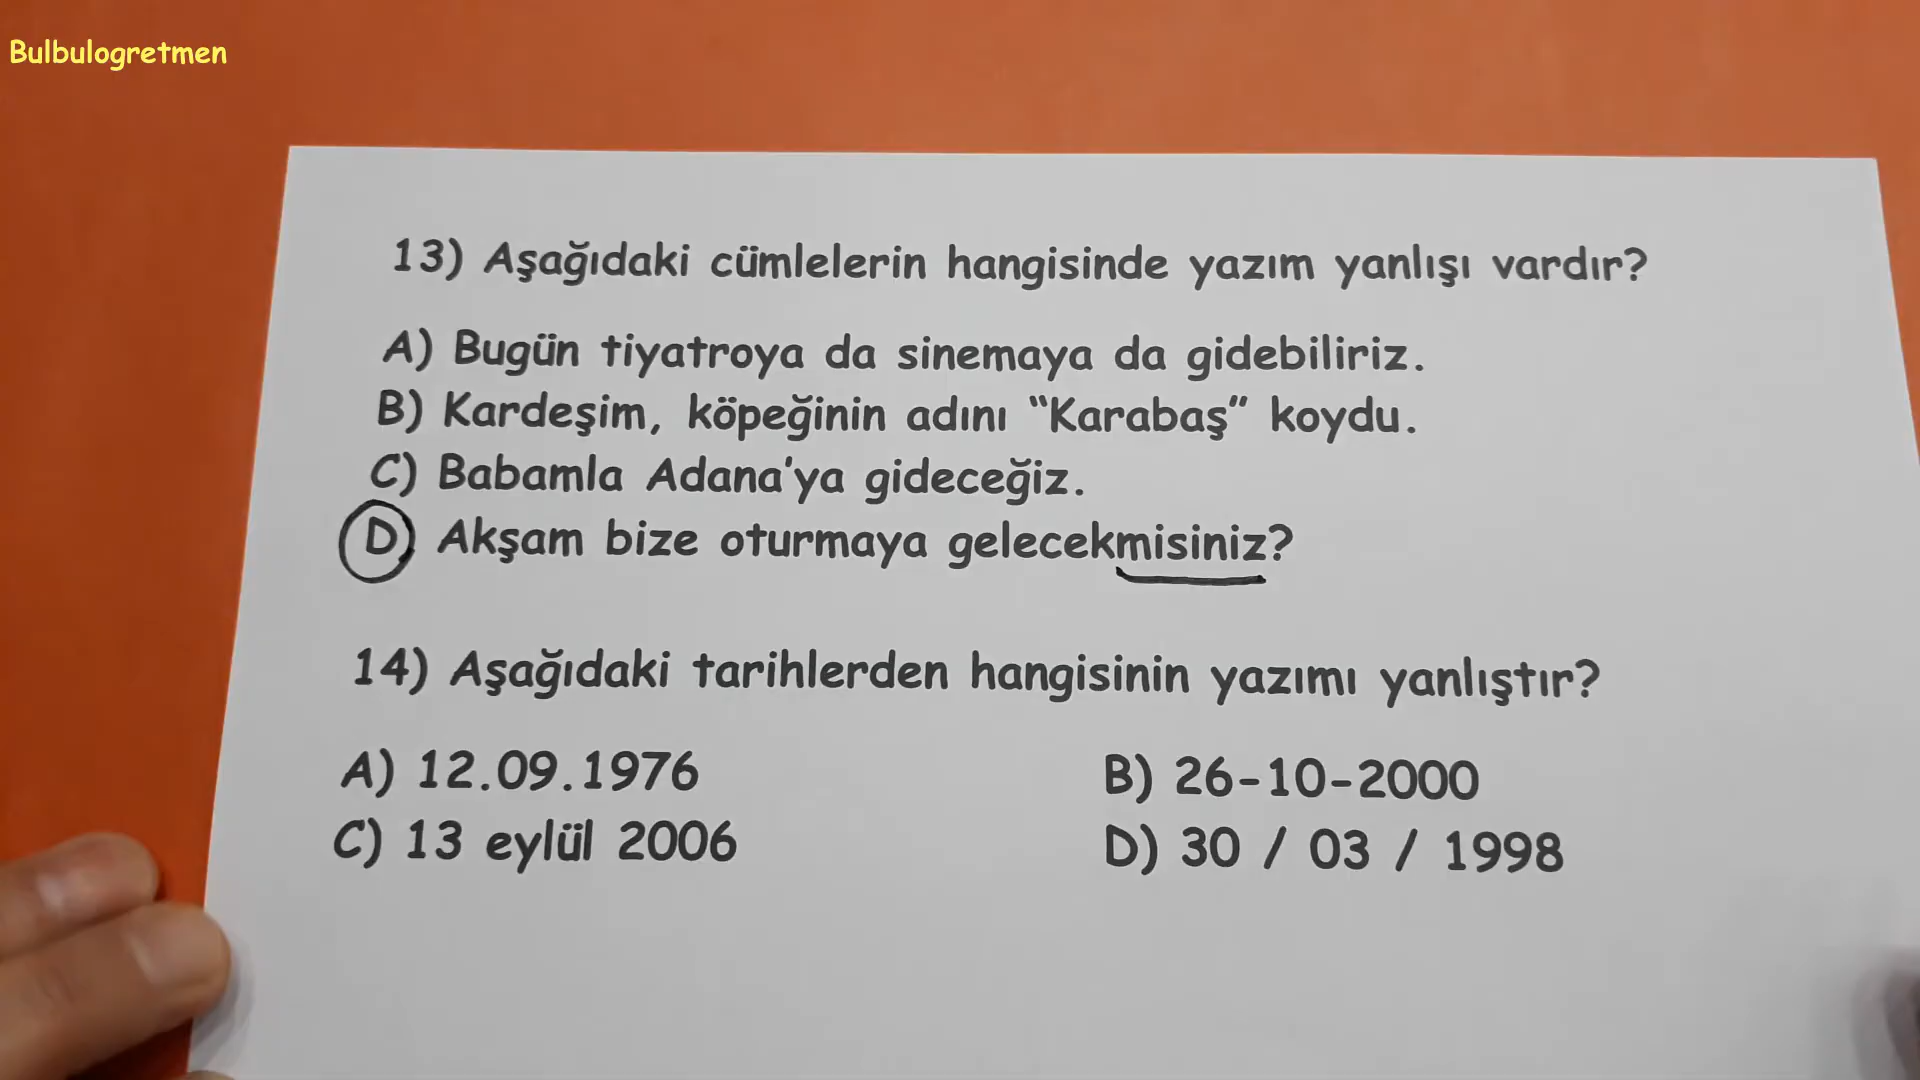 Bulbulogretmen
13) Aşağıdaki cümlelerin hangisinde yazım yanlışı vardır?
A) Bugün tiyatroya da sinemaya da gidebiliriz.
B) Kardeşim, köpeğinin adını “Karabaş” koydu.
C) Babamla Adana'ya gideceğiz.
D) Akşam bize oturmaya gelecekmisiniz?
14) Aşağıdaki tarihlerden hangisinin yazımı yanlıştır?
A) 12.09.1976 B) 26-10-2000
C) 13 eylül 2006 D) 30 / 03 / 1998